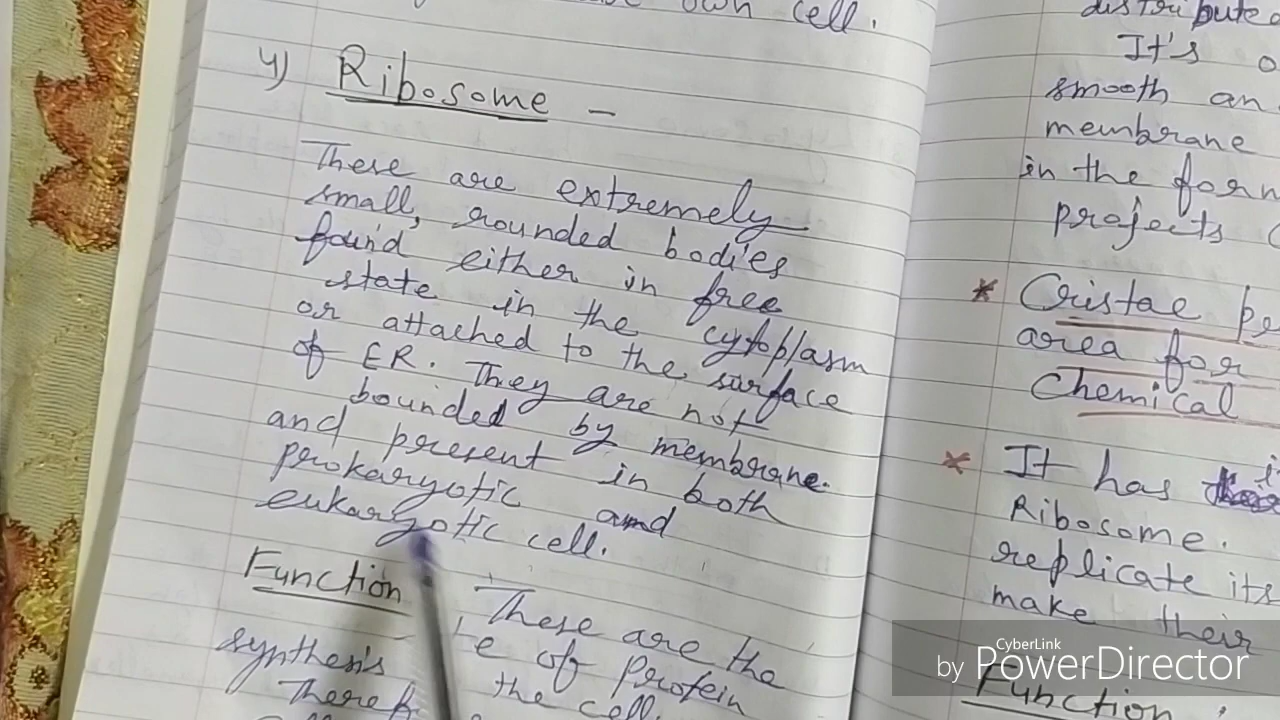 own cell.
4) Ribosome –
These are extremely
small, rounded bodies
found either in free
state in the cytoplasm
or attached to the surface
of ER. They are not
bounded by membrane.
and present in both
prokaryotic and
eukaryotic cell.
Function These are the
synthesis of Protein
the cell.
It's
smooth
membrane
in the
projects
* Cristae
area for
Chemical
* It has
Ribosome.
replicate its
make their
Function :
CyberLink
by PowerDirector